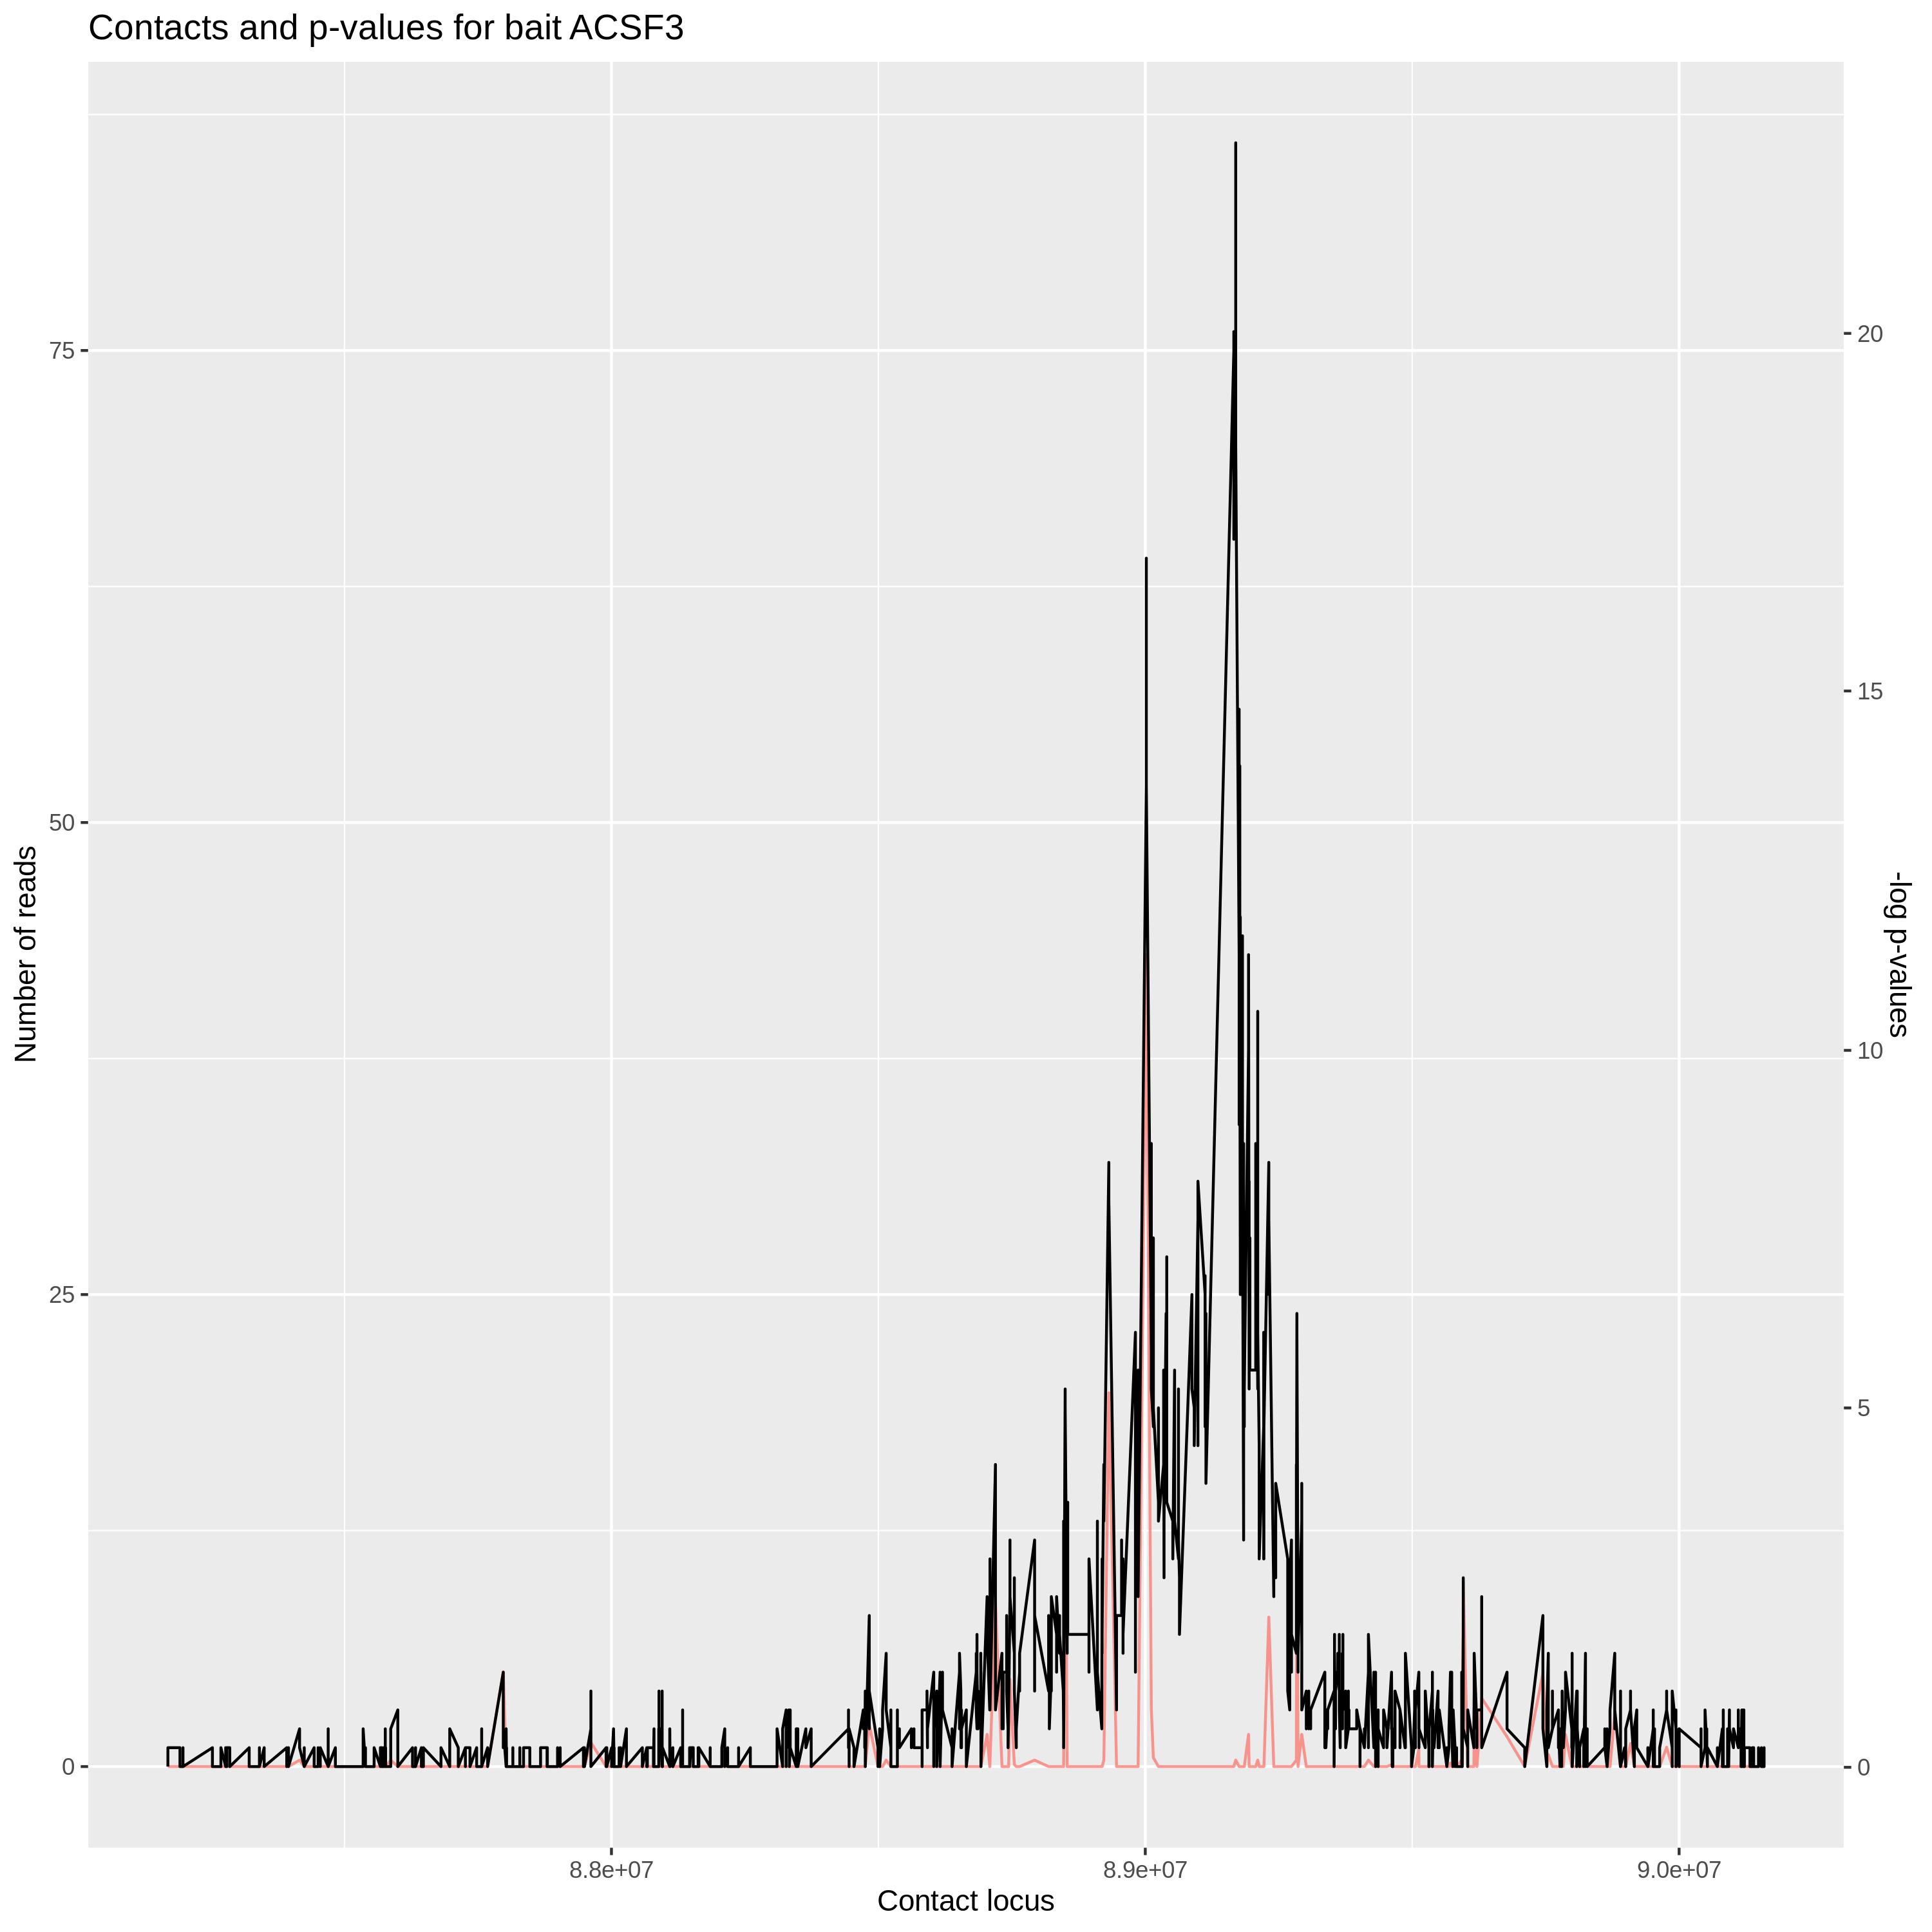 Contacts and p-values for bait ACSF3
Number of reads
75
50
25
0
20
15
10
5
0
-log p-values
8.8e+07
8.9e+07
9.0e+07
Contact locus